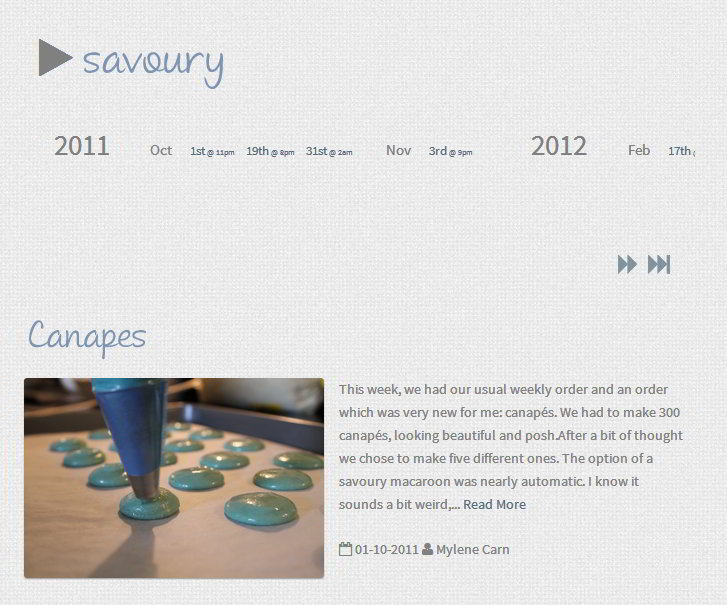 savoury
2011 Oct 1st @ 11pm 19th @ 8pm 31st @ 2am Nov 3rd @ 9pm 2012 Feb 17th
Canapes
This week, we had our usual weekly order and an order
which was very new for me: canapés. We had to make 300
canapés, looking beautiful and posh.After a bit of thought
we chose to make five different ones. The option of a
savoury macaroon was nearly automatic. I know it
sounds a bit weird,... Read More
01-10-2011 Mylene Carn